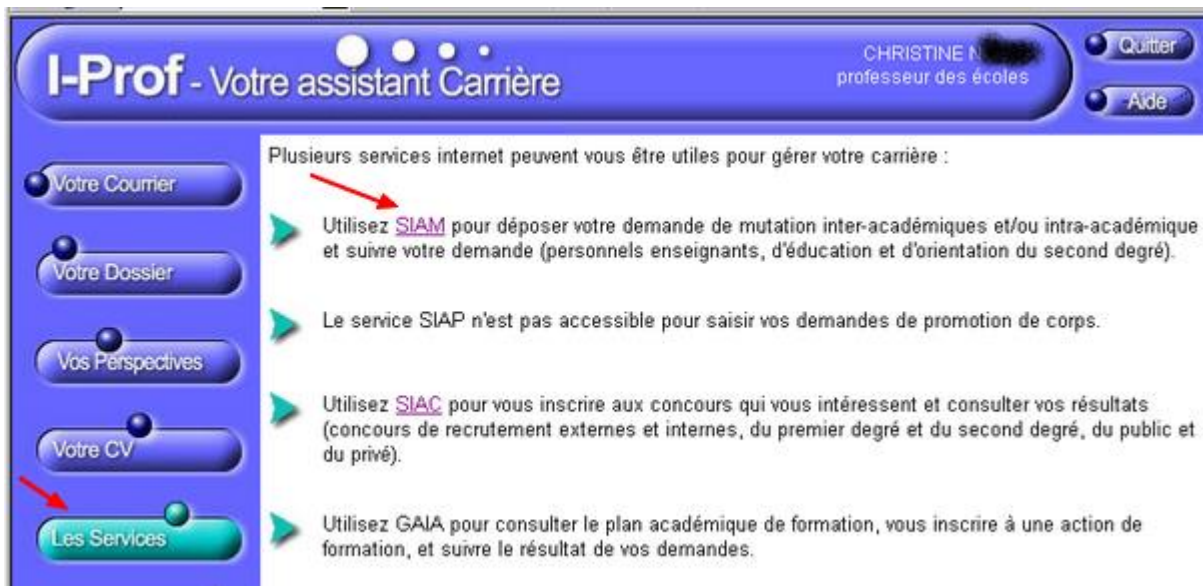 I-Prof - Votre assistant Carrière
CHRISTINE N
professeur des écoles
Quitter
Aide
Votre Courrier
Votre Dossier
Vos Perspectives
Votre CV
Les Services
Plusieurs services internet peuvent vous être utiles pour gérer votre carrière :
Utilisez SIAM pour déposer votre demande de mutation inter-académiques et/ou intra-académique
et suivre votre demande (personnels enseignants, d'éducation et d'orientation du second degré).
Le service SIAP n'est pas accessible pour saisir vos demandes de promotion de corps.
Utilisez SIAC pour vous inscrire aux concours qui vous intéressent et consulter vos résultats
(concours de recrutement externes et internes, du premier degré et du second degré, du public et
du privé).
Utilisez GAIA pour consulter le plan académique de formation, vous inscrire à une action de
formation, et suivre le résultat de vos demandes.